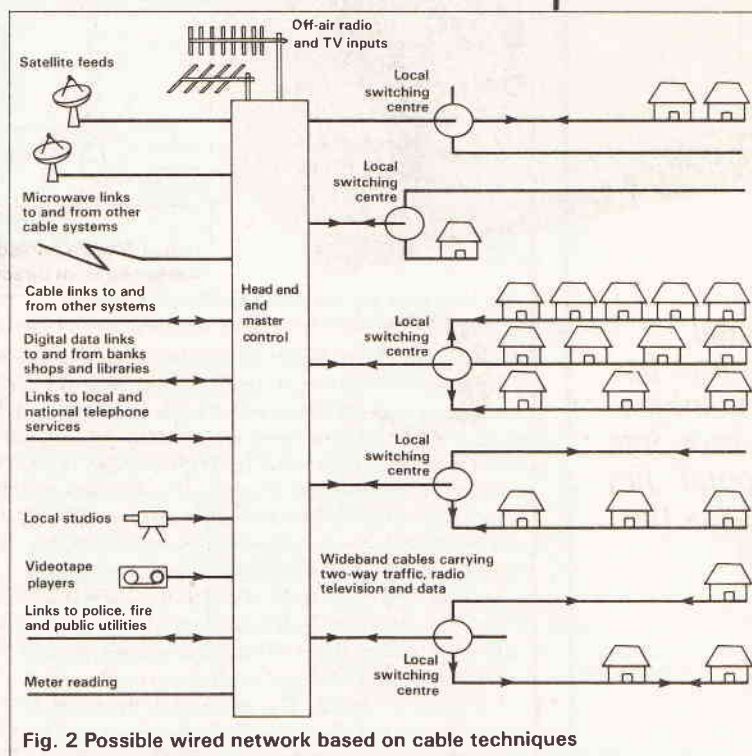 Off-air radio
and TV inputs
Satellite feeds
Local
switching
centre
Local
switching
centre
Microwave links
to and from other
cable systems
Cable links to and
from other systems
Head end
and
master
control
Local
switching
centre
Digital data links
to and from banks
shops and libraries
Links to local and
national telephone
services
Local
switching
centre
Local studios
Videotape
players
Wideband cables carrying
two-way traffic, radio
television and data
Links to police, fire
and public utilities
Local
switching
centre
Meter reading
Fig. 2 Possible wired network based on cable techniques